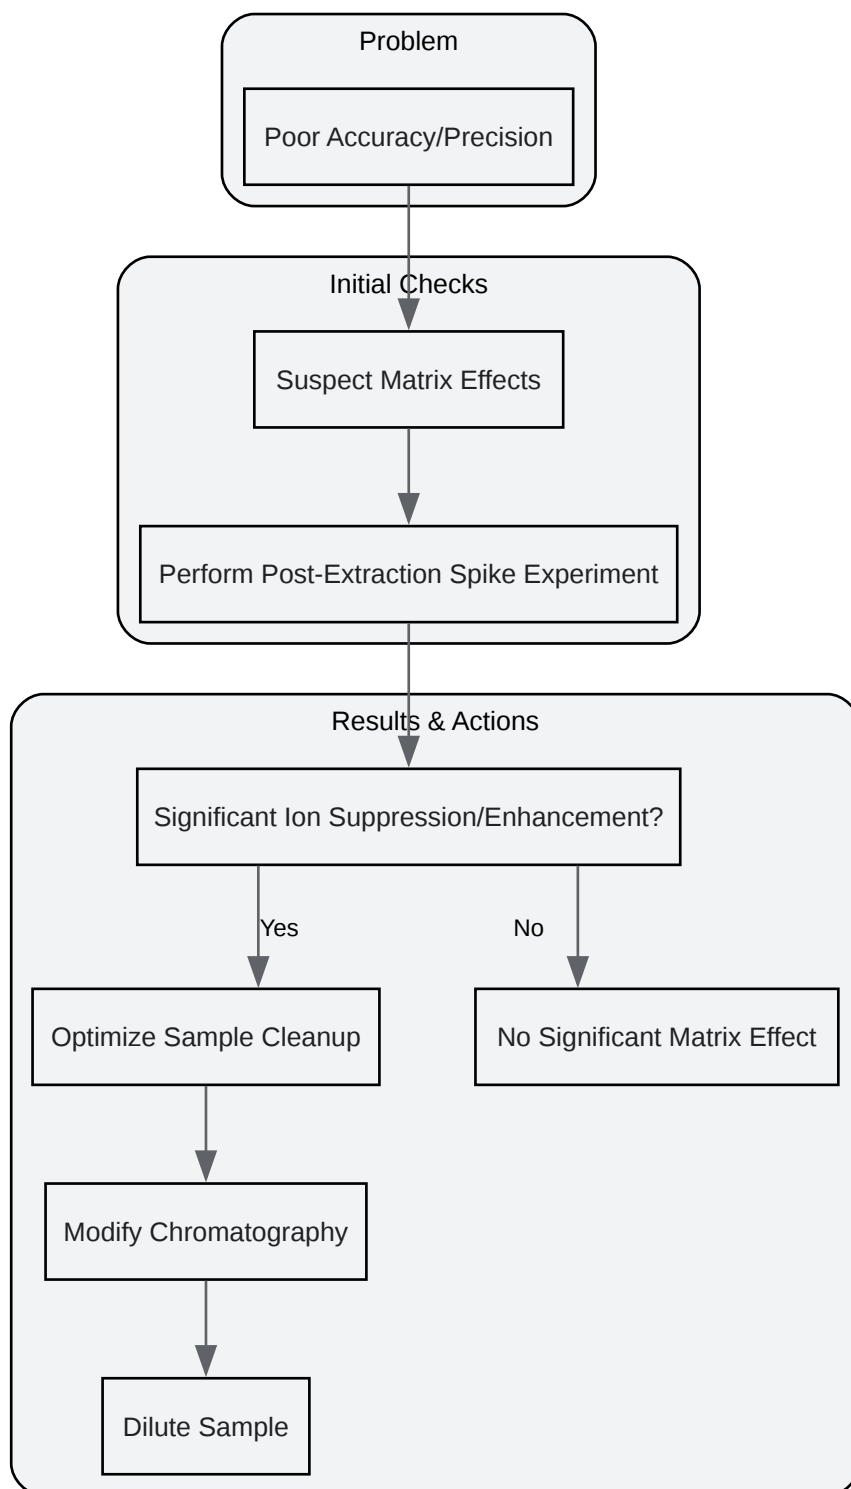 Problem
Poor Accuracy/Precision
Initial Checks
Suspect Matrix Effects
Perform Post-Extraction Spike Experiment
Results & Actions
Significant Ion Suppression/Enhancement?
Yes
No
Optimize Sample Cleanup
No Significant Matrix Effect
Modify Chromatography
Dilute Sample